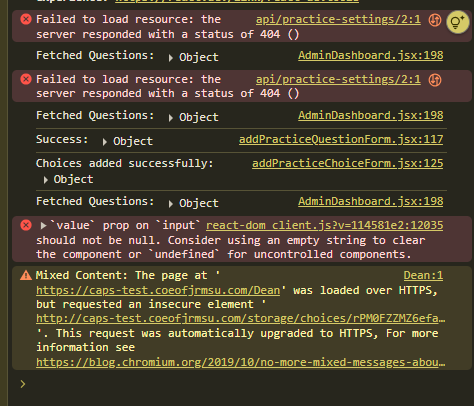 Failed to load resource: the api/practice-settings/2:1
server responded with a status of 404 ()
Fetched Questions: ▶ Object AdminDashboard.jsx:198
Failed to load resource: the api/practice-settings/2:1
server responded with a status of 404 ()
Fetched Questions: ▶ Object AdminDashboard.jsx:198
Success: ▶ Object addPracticeQuestionForm.jsx:117
Choices added successfully: addPracticeChoiceForm.jsx:125
▶ Object
Fetched Questions: ▶ Object AdminDashboard.jsx:198
▶ `value` prop on `input` react-dom client.js?v=114581e2:12035
should not be null. Consider using an empty string to clear
the component or `undefined` for uncontrolled components.
Mixed Content: The page at ' Dean:1
https://caps-test.coeofjrmsu.com/Dean' was loaded over HTTPS,
but requested an insecure element '
http://caps-test.coeofjrmsu.com/storage/choices/rPM0FZZMZ6efa…
'. This request was automatically upgraded to HTTPS, For more
information see
https://blog.chromium.org/2019/10/no-more-mixed-messages-abou…